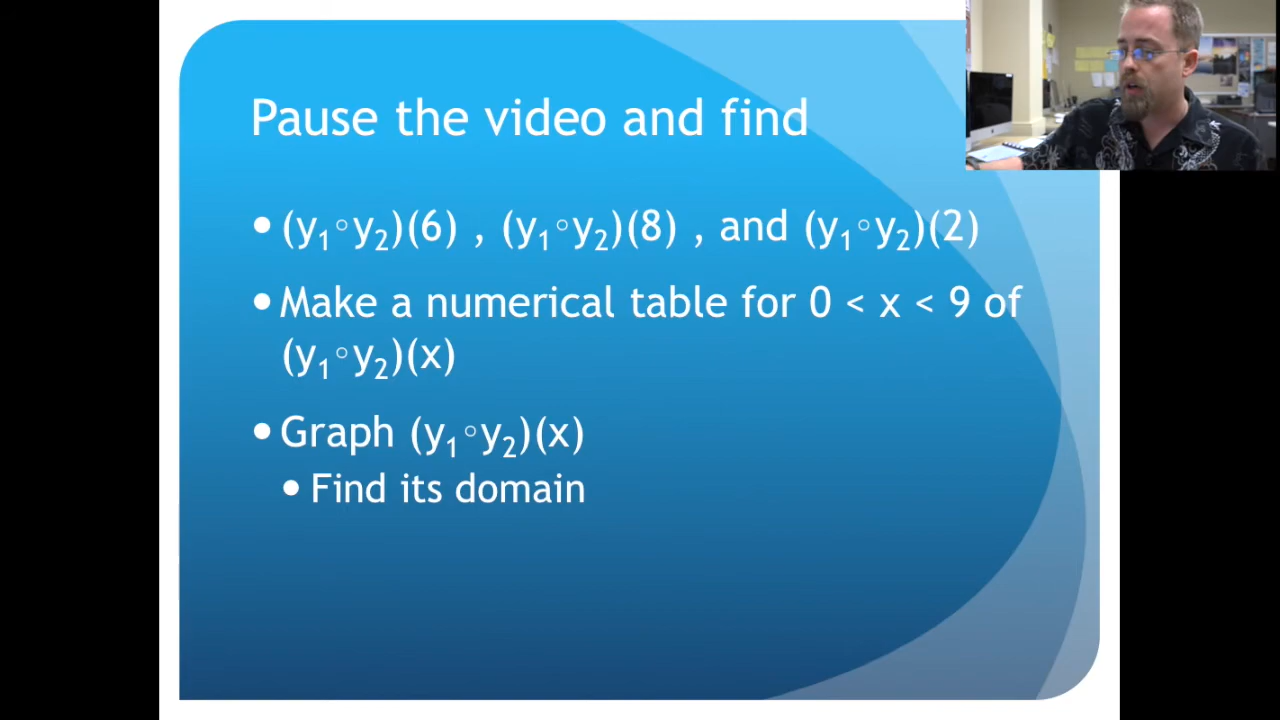 Pause the video and find
• (y₁◦y₂)(6) , (y₁◦y₂)(8) , and (y₁◦y₂)(2)
• Make a numerical table for 0 < x < 9 of
(y₁◦y₂)(x)
• Graph (y₁◦y₂)(x)
• Find its domain